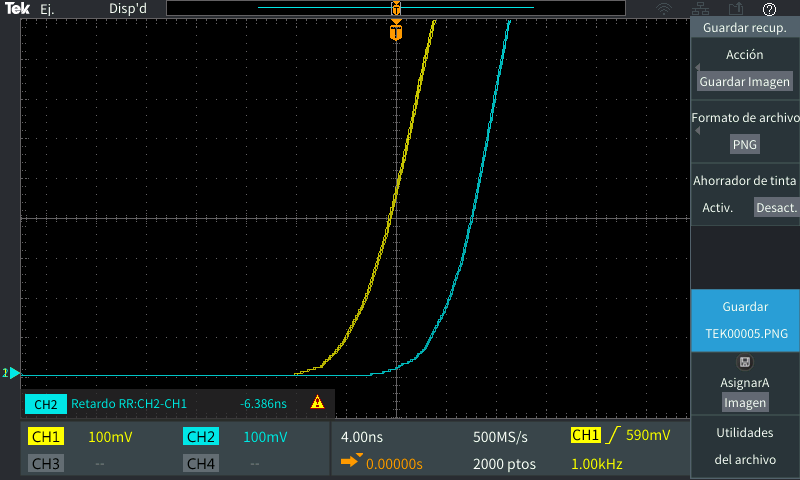 Tek Ej. Disp'd T
T
Guardar recup.
Acción
Guardar Imagen
Formato de archivo
PNG
Ahorrador de tinta
Activ. Desact.
Guardar
TEK00005.PNG
AsignarA
Imagen
Utilidades
del archivo
CH2 Retardo RR:CH2-CH1 -6.386ns
CH1 100mV CH2 100mV
CH3 -- CH4 --
4.00ns 500MS/s CH1 590mV
0.00000s 2000 ptos 1.00kHz